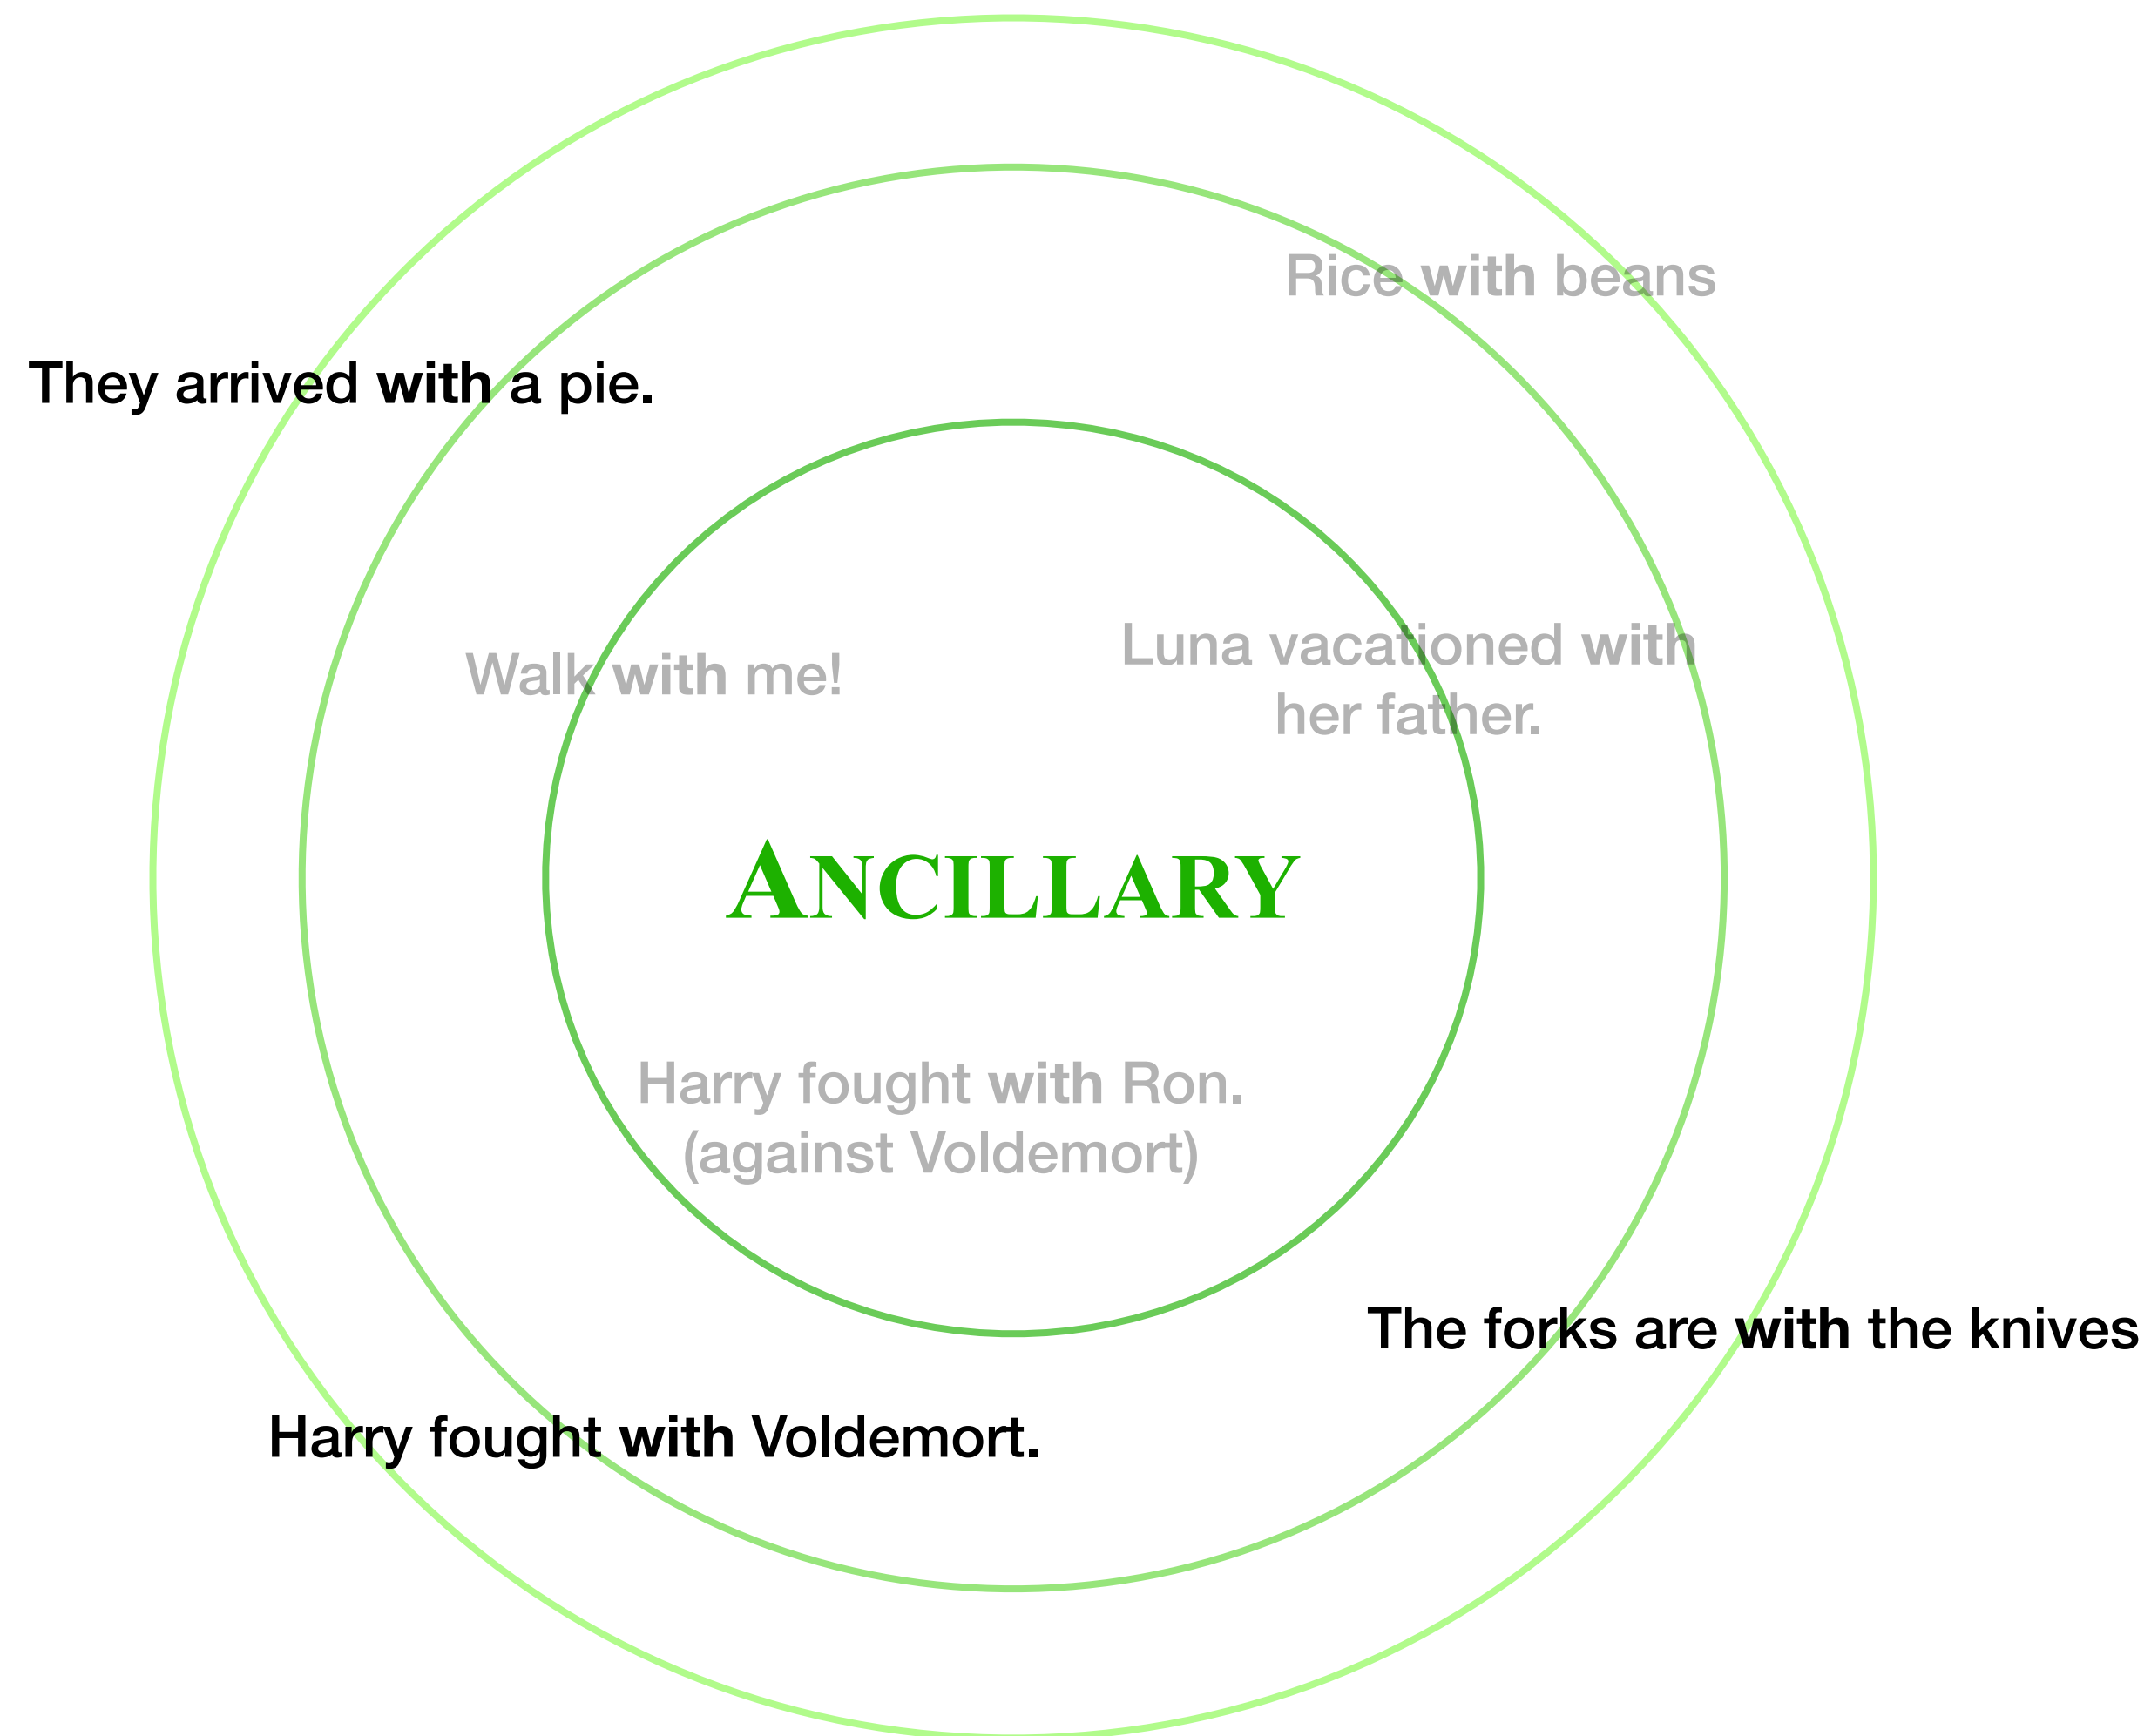 Rice with beans
They arrived with a pie.
Luna vacationed with
her father.
Walk with me!
ANCILLARY
Harry fought with Ron.
(against Voldemort)
The forks are with the knives
Harry fought with Voldemort.